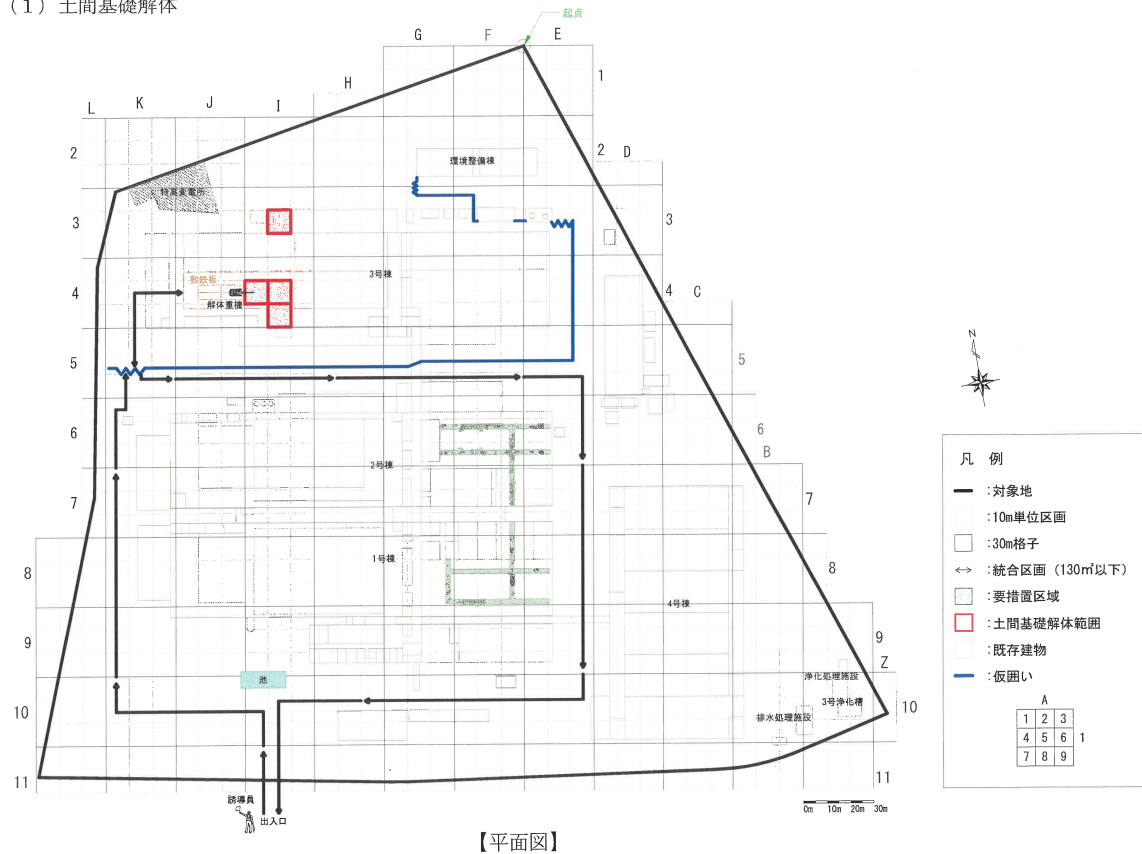 (1) 土間基礎解体
起点
G F E
H
L K J I
1
2
2 D
環境整備棟
特高変電所
3
3
3号棟
敷鉄板
解体重機
4
4 C
N
5
5
6
6
B
2号棟
7
7
1号棟
8
8
4号棟
9
9
Z
池
浄化処理施設
3号浄化槽
排水処理施設
10
10
11
11
誘導員
出入口
0m 10m 20m 30m
凡 例
:対象地
:10m単位区画
:30m格子
:統合区画(130㎡以下)
:要措置区域
:土間基礎解体範囲
:既存建物
:仮囲い
A
1 2 3
4 5 6 1
7 8 9
【平面図】